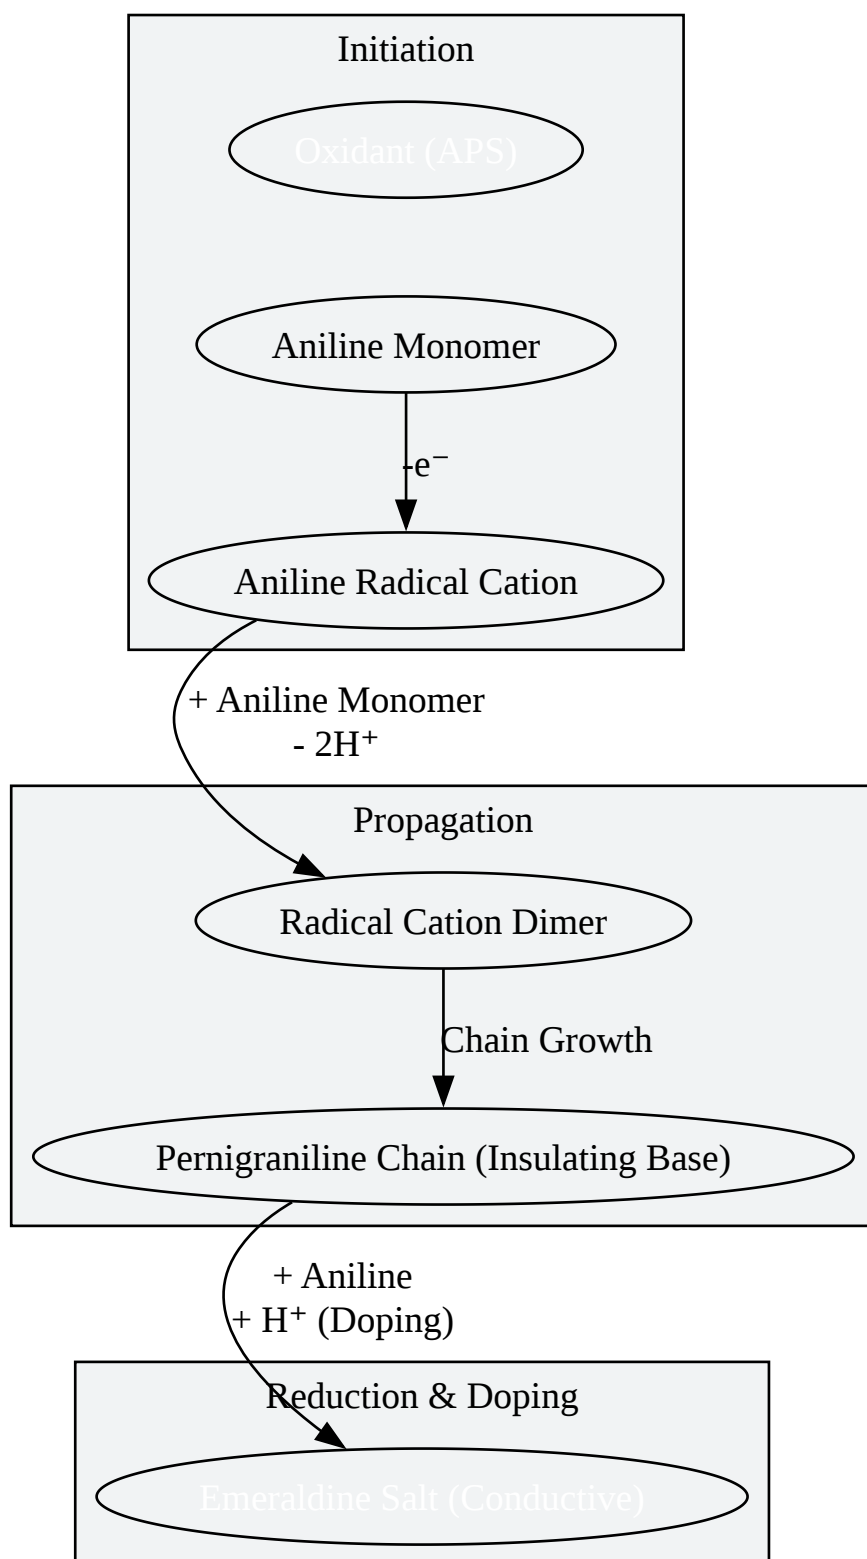 Initiation
Oxidant (APS)
Aniline Monomer
-e⁻
Aniline Radical Cation
+ Aniline Monomer
- 2H⁺
Propagation
Radical Cation Dimer
Chain Growth
Pernigraniline Chain (Insulating Base)
+ Aniline
+ H⁺ (Doping)
Reduction & Doping
Emeraldine Salt (Conductive)